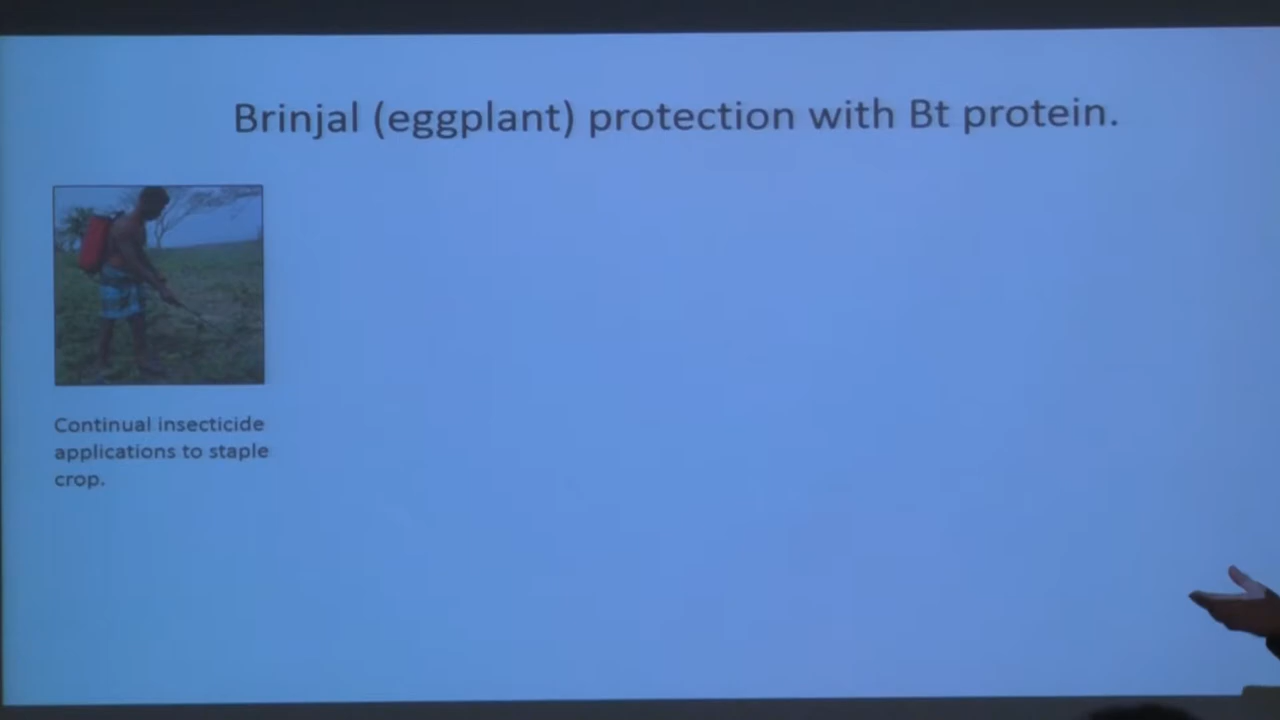 Brinjal (eggplant) protection with Bt protein.
Continual insecticide
applications to staple
crop.